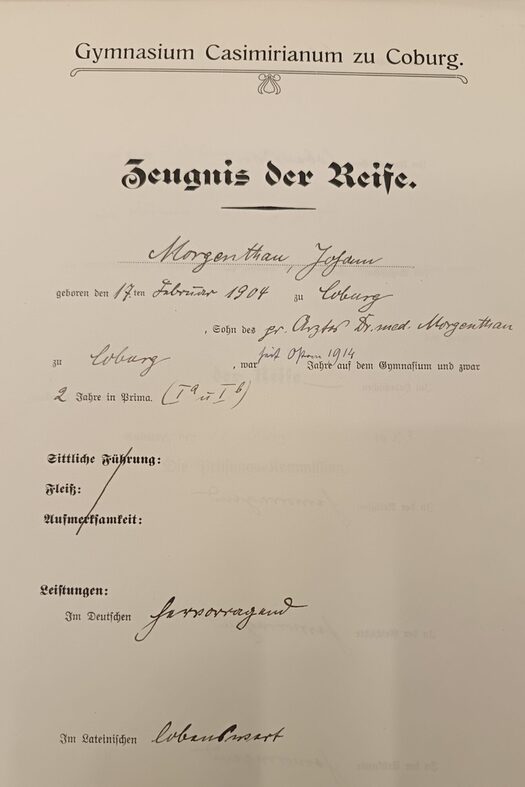 Gymnasium Casimirianum zu Coburg.
Zeugnis der Reife.
Morgenthau, Johann
geboren den 17ten Februar 1904 zu Coburg
, Sohn des pr. Arztes Dr. med. Morgenthau
zu Coburg , war seit Ostern 1914 Jahre auf dem Gymnasium und zwar
2 Jahre in Prima. (Iª u Iᵇ)
Sittliche Führung:
Fleiß:
Aufmerksamkeit:
Leistungen:
Im Deutschen hervorragend
Im Lateinischen lobenswert